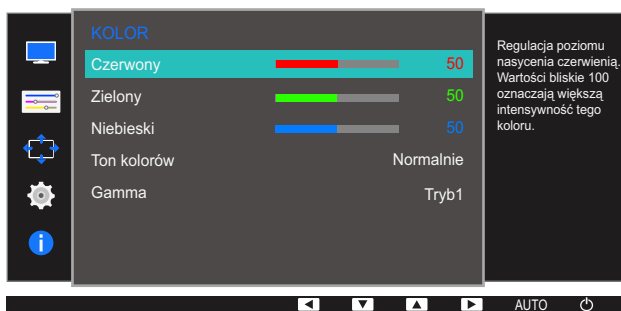 KOLOR
Czerwony 50
Zielony 50
Niebieski 50
Ton kolorów Normalnie
Gamma Tryb1
Regulacja poziomu
nasycenia czerwienią.
Wartości bliskie 100
oznaczają większą
intensywność tego
koloru.
AUTO